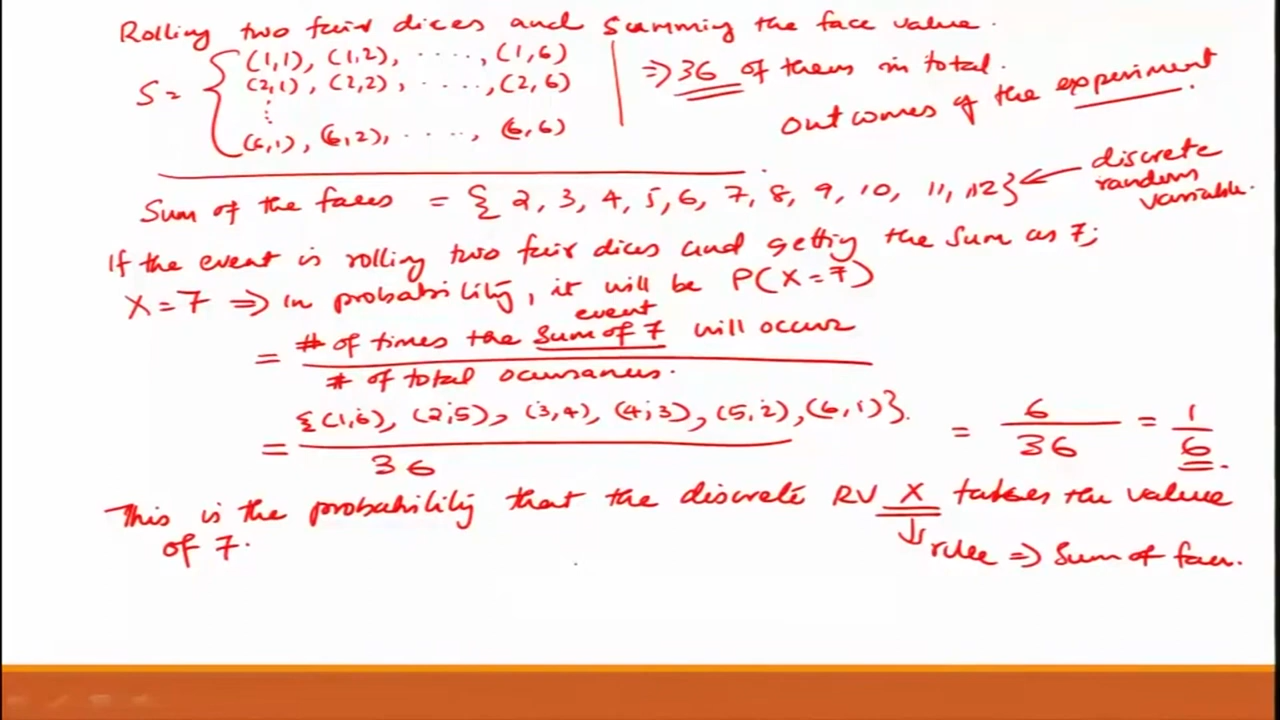 Rolling two fair dices and summing the face value.
S = { (1,1), (1,2), ....., (1,6)
(2,1), (2,2), ....., (2,6)
⋮
(6,1), (6,2), ....., (6,6)
⇒ 36 of them in total.
outcomes of the experiment.
Sum of the faces = { 2, 3, 4, 5, 6, 7, 8, 9, 10, 11, 12} ← discrete random variable.
If the event is rolling two fair dices and getting the sum as 7;
X = 7 ⇒ in probability, it will be P(X=7)
event
= # of times the sum of 7 will occur
# of total ocursances.
= {(1,6), (2,5), (3,4), (4,3), (5,2), (6,1)}
36
= 6/36 = 1/6.
This is the probability that the discrete RV X takes the value
of 7.
↓ rule ⇒ Sum of faces.